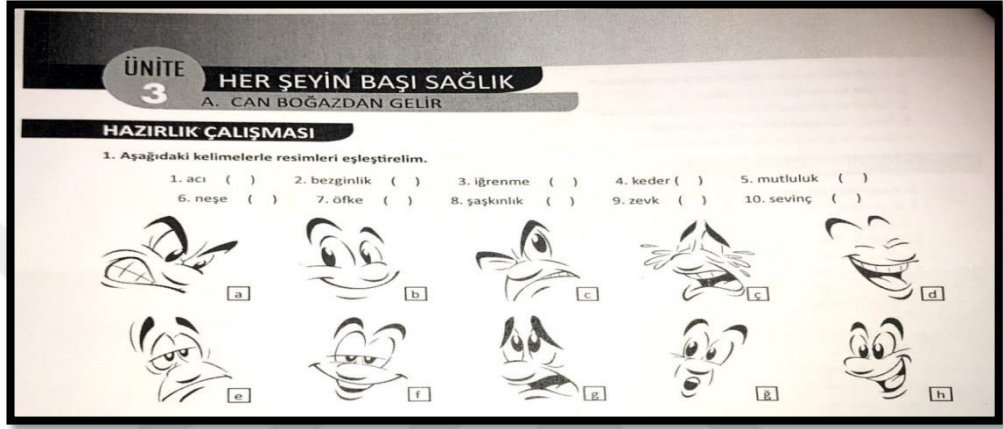 ÜNİTE
3
HER ŞEYİN BAŞI SAĞLIK
A. CAN BOĞAZDAN GELİR
HAZIRLIK ÇALIŞMASI
1. Aşağıdaki kelimelerle resimleri eşleştirelim.
1. acı ( ) 2. bezginlik ( ) 3. iğrenme ( ) 4. keder ( ) 5. mutluluk ( )
6. neşe ( ) 7. öfke ( ) 8. şaşkınlık ( ) 9. zevk ( ) 10. sevinç ( )
a b c ç d
e f g ğ h